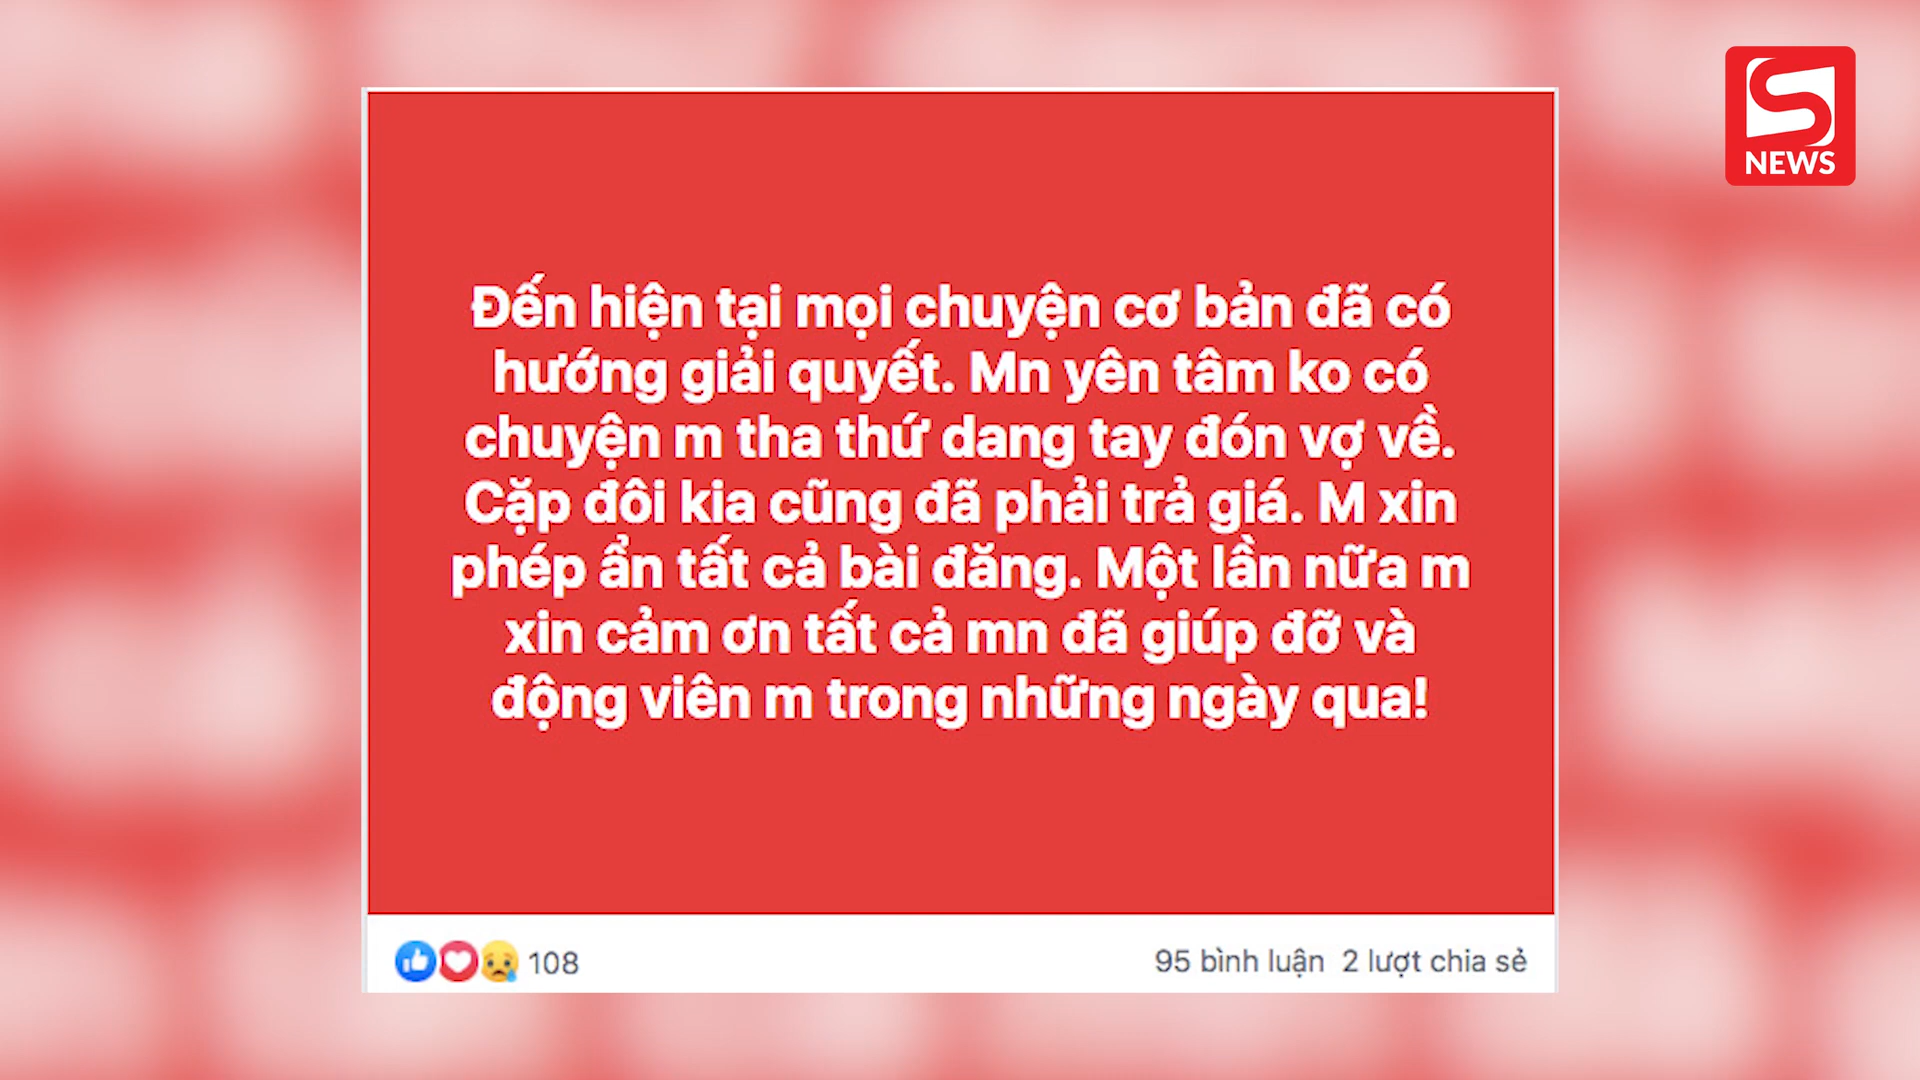 S
NEWS
Đến hiện tại mọi chuyện cơ bản đã có
hướng giải quyết. Mn yên tâm ko có
chuyện m tha thứ dang tay đón vợ về.
Cặp đôi kia cũng đã phải trả giá. M xin
phép ẩn tất cả bài đăng. Một lần nữa m
xin cảm ơn tất cả mn đã giúp đỡ và
động viên m trong những ngày qua!
108
95 bình luận 2 lượt chia sẻ